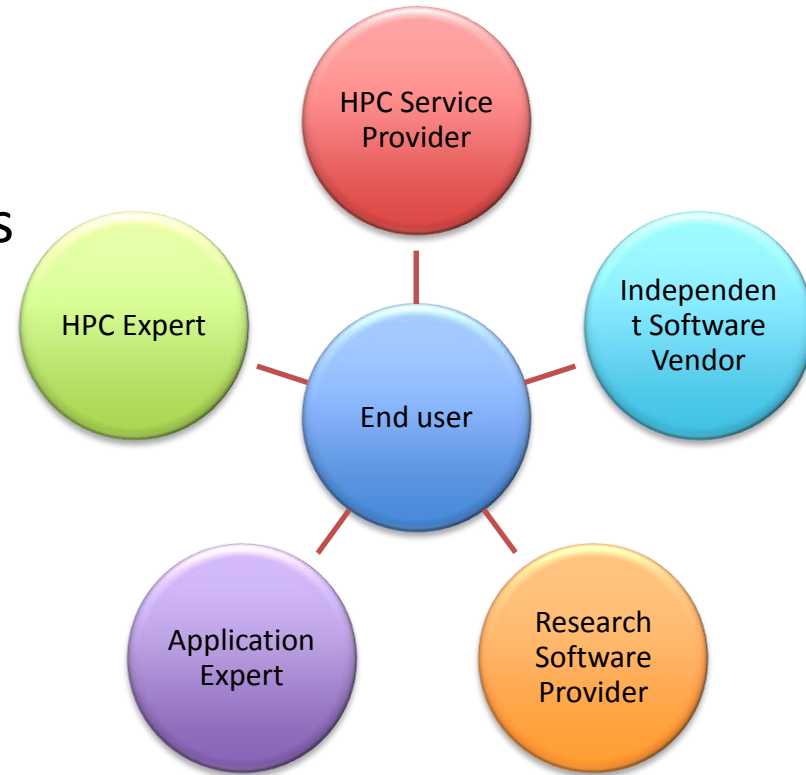 HPC Service
Provider
s
HPC Expert
Independen
t Software
Vendor
End user
Application
Expert
Research
Software
Provider